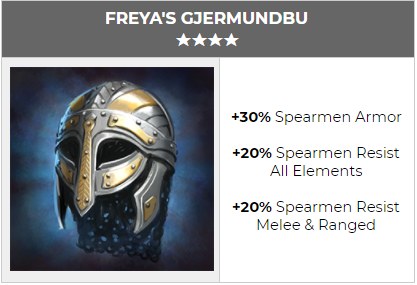 FREYA'S GJERMUNDBU
★★★★
+30% Spearmen Armor
+20% Spearmen Resist
All Elements
+20% Spearmen Resist
Melee & Ranged